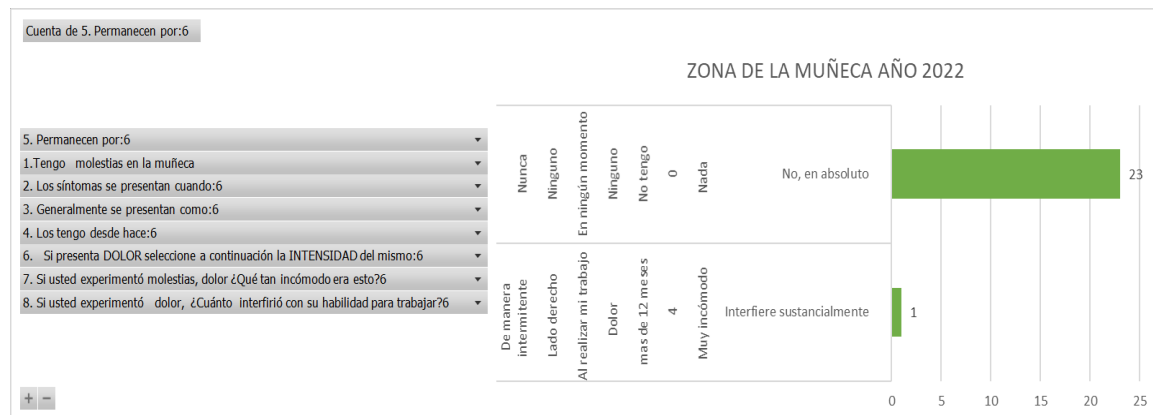 Cuenta de 5. Permanecen por:6
ZONA DE LA MUÑECA AÑO 2022
5. Permanecen por:6
1.Tengo molestias en la muñeca
2. Los síntomas se presentan cuando:6
3. Generalmente se presentan como:6
4. Los tengo desde hace:6
6. Si presenta DOLOR seleccione a continuación la INTENSIDAD del mismo:6
7. Si usted experimentó molestias, dolor ¿Qué tan incómodo era esto?6
8. Si usted experimentó dolor, ¿Cuánto interfirió con su habilidad para trabajar?6
Nunca
Ninguno
En ningún momento
Ninguno
No tengo
0
Nada
No, en absoluto
23
De manera
intermitente
Lado derecho
Al realizar mi trabajo
Dolor
mas de 12 meses
4
Muy incómodo
Interfiere sustancialmente
1
0 5 10 15 20 25
+ −